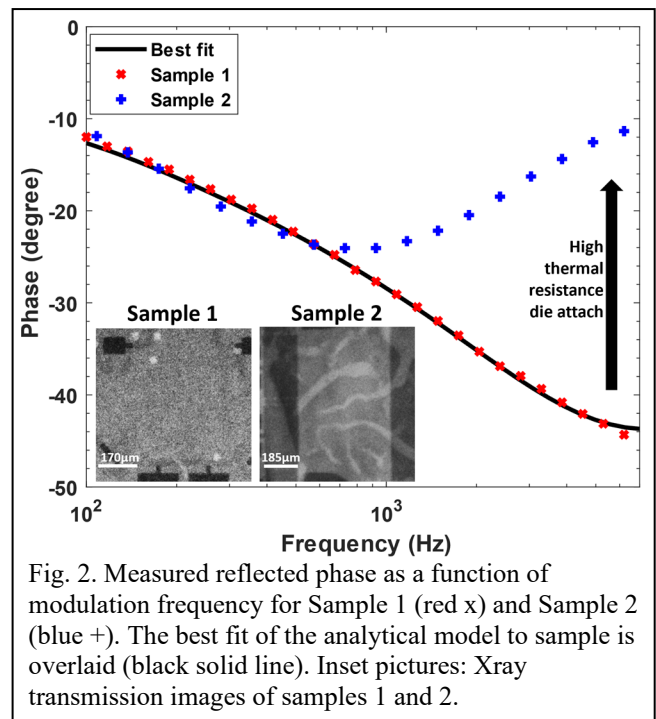 0
-10
-20
-30
-40
-50
Phase (degree)
Best fit
Sample 1
Sample 2
High
thermal
resistance
die attach
Sample 1
Sample 2
170μm
185μm
10²
10³
Frequency (Hz)
Fig. 2. Measured reflected phase as a function of
modulation frequency for Sample 1 (red x) and Sample 2
(blue +). The best fit of the analytical model to sample is
overlaid (black solid line). Inset pictures: Xray
transmission images of samples 1 and 2.